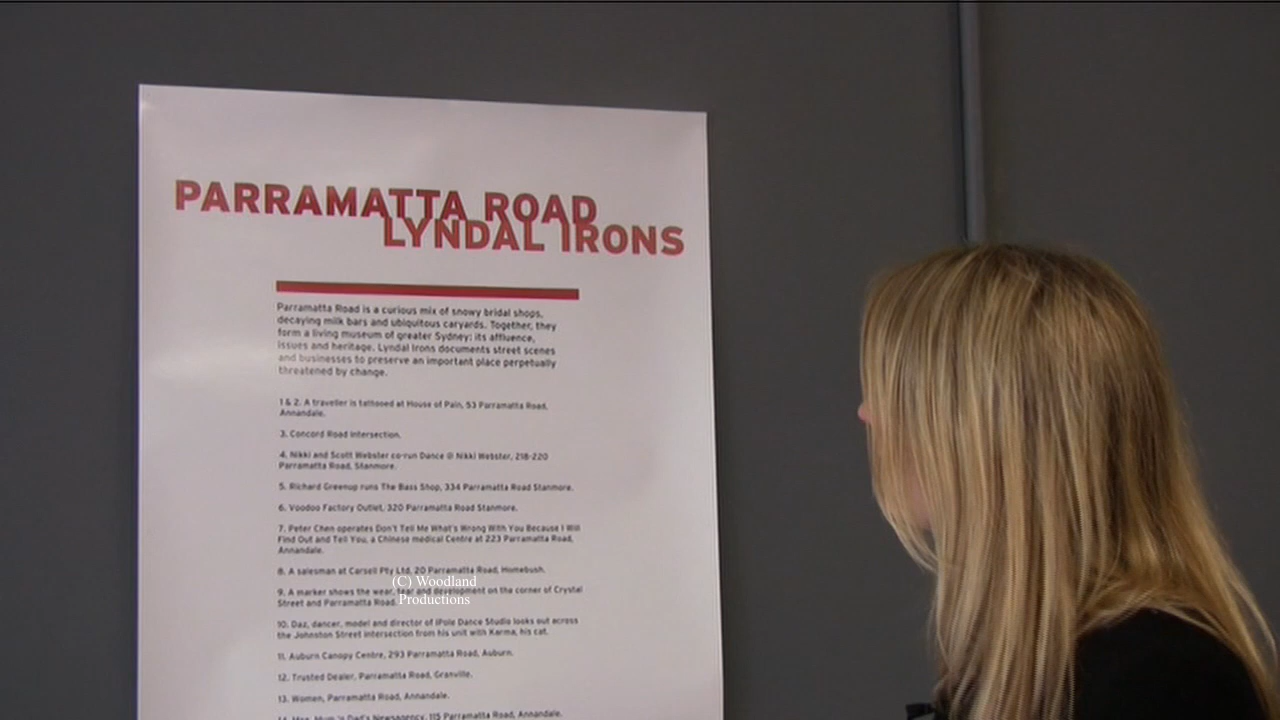 PARRAMATTA ROAD
LYNDAL IRONS
Parramatta Road is a curious mix of snowy bridal shops,
decaying milk bars and ubiquitous caryards. Together, they
form a living museum of greater Sydney: its affluence,
issues and heritage. Lyndal Irons documents street scenes
and businesses to preserve an important place perpetually
threatened by change.
1 & 2. A traveller is tattooed at House of Pain, 53 Parramatta Road,
Annandale.
3. Concord Road Intersection.
4. Nikki and Scott Webster co-run Dance @ Nikki Webster, 218-220
Parramatta Road, Stanmore.
5. Richard Greenup runs The Bass Shop, 334 Parramatta Road Stanmore.
6. Voodoo Factory Outlet, 320 Parramatta Road Stanmore.
7. Peter Chen operates Don't Tell Me What's Wrong With You Because I Will
Find Out and Tell You, a Chinese medical Centre at 223 Parramatta Road,
Annandale.
8. A salesman at Carsell Pty Ltd, 20 Parramatta Road, Homebush.
9. A marker shows the wear, tear and development on the corner of Crystal
Street and Parramatta Road.
(C) Woodland
Productions
10. Daz, dancer, model and director of iPole Dance Studio looks out across
the Johnston Street intersection from his unit with Karma, his cat.
11. Auburn Canopy Centre, 293 Parramatta Road, Auburn.
12. Trusted Dealer, Parramatta Road, Granville.
13. Women, Parramatta Road, Annandale.
14. Mag, Mum 'n Dad's Newsagency, 115 Parramatta Road, Annandale.